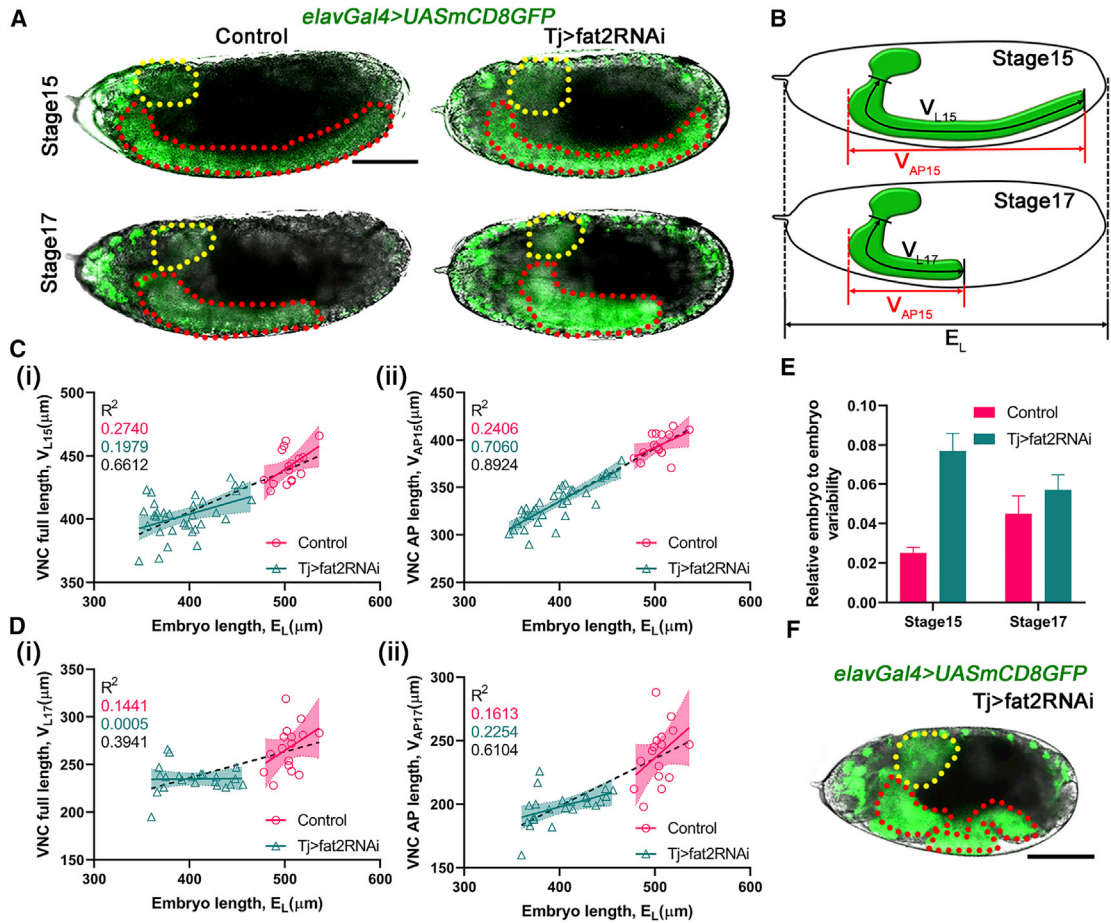 A
elavGal4>UASmCD8GFP
Control
Tj>fat2RNAi
Stage15
Stage17
B
Stage15
VL15
VAP15
Stage17
VL17
VAP15
EL
C
(i)
VNC full length, VL15(μm)
500
450
400
350
R2
0.2740
0.1979
0.6612
Control
Tj>fat2RNAi
300 400 500 600
Embryo length, EL(μm)
(ii)
VNC AP length, VAP15(μm)
450
400
350
300
250
R2
0.2406
0.7060
0.8924
Control
Tj>fat2RNAi
300 400 500 600
Embryo length, EL(μm)
D
(i)
VNC full length, VL17(μm)
350
300
250
200
150
R2
0.1441
0.0005
0.3941
Control
Tj>fat2RNAi
300 400 500 600
Embryo length, EL(μm)
(ii)
VNC AP length, VAP17(μm)
300
250
200
150
R2
0.1613
0.2254
0.6104
Control
Tj>fat2RNAi
300 400 500 600
Embryo length, EL(μm)
E
Relative embryo to embryo
variability
0.10
0.08
0.06
0.04
0.02
0.00
Control
Tj>fat2RNAi
Stage15 Stage17
F
elavGal4>UASmCD8GFP
Tj>fat2RNAi